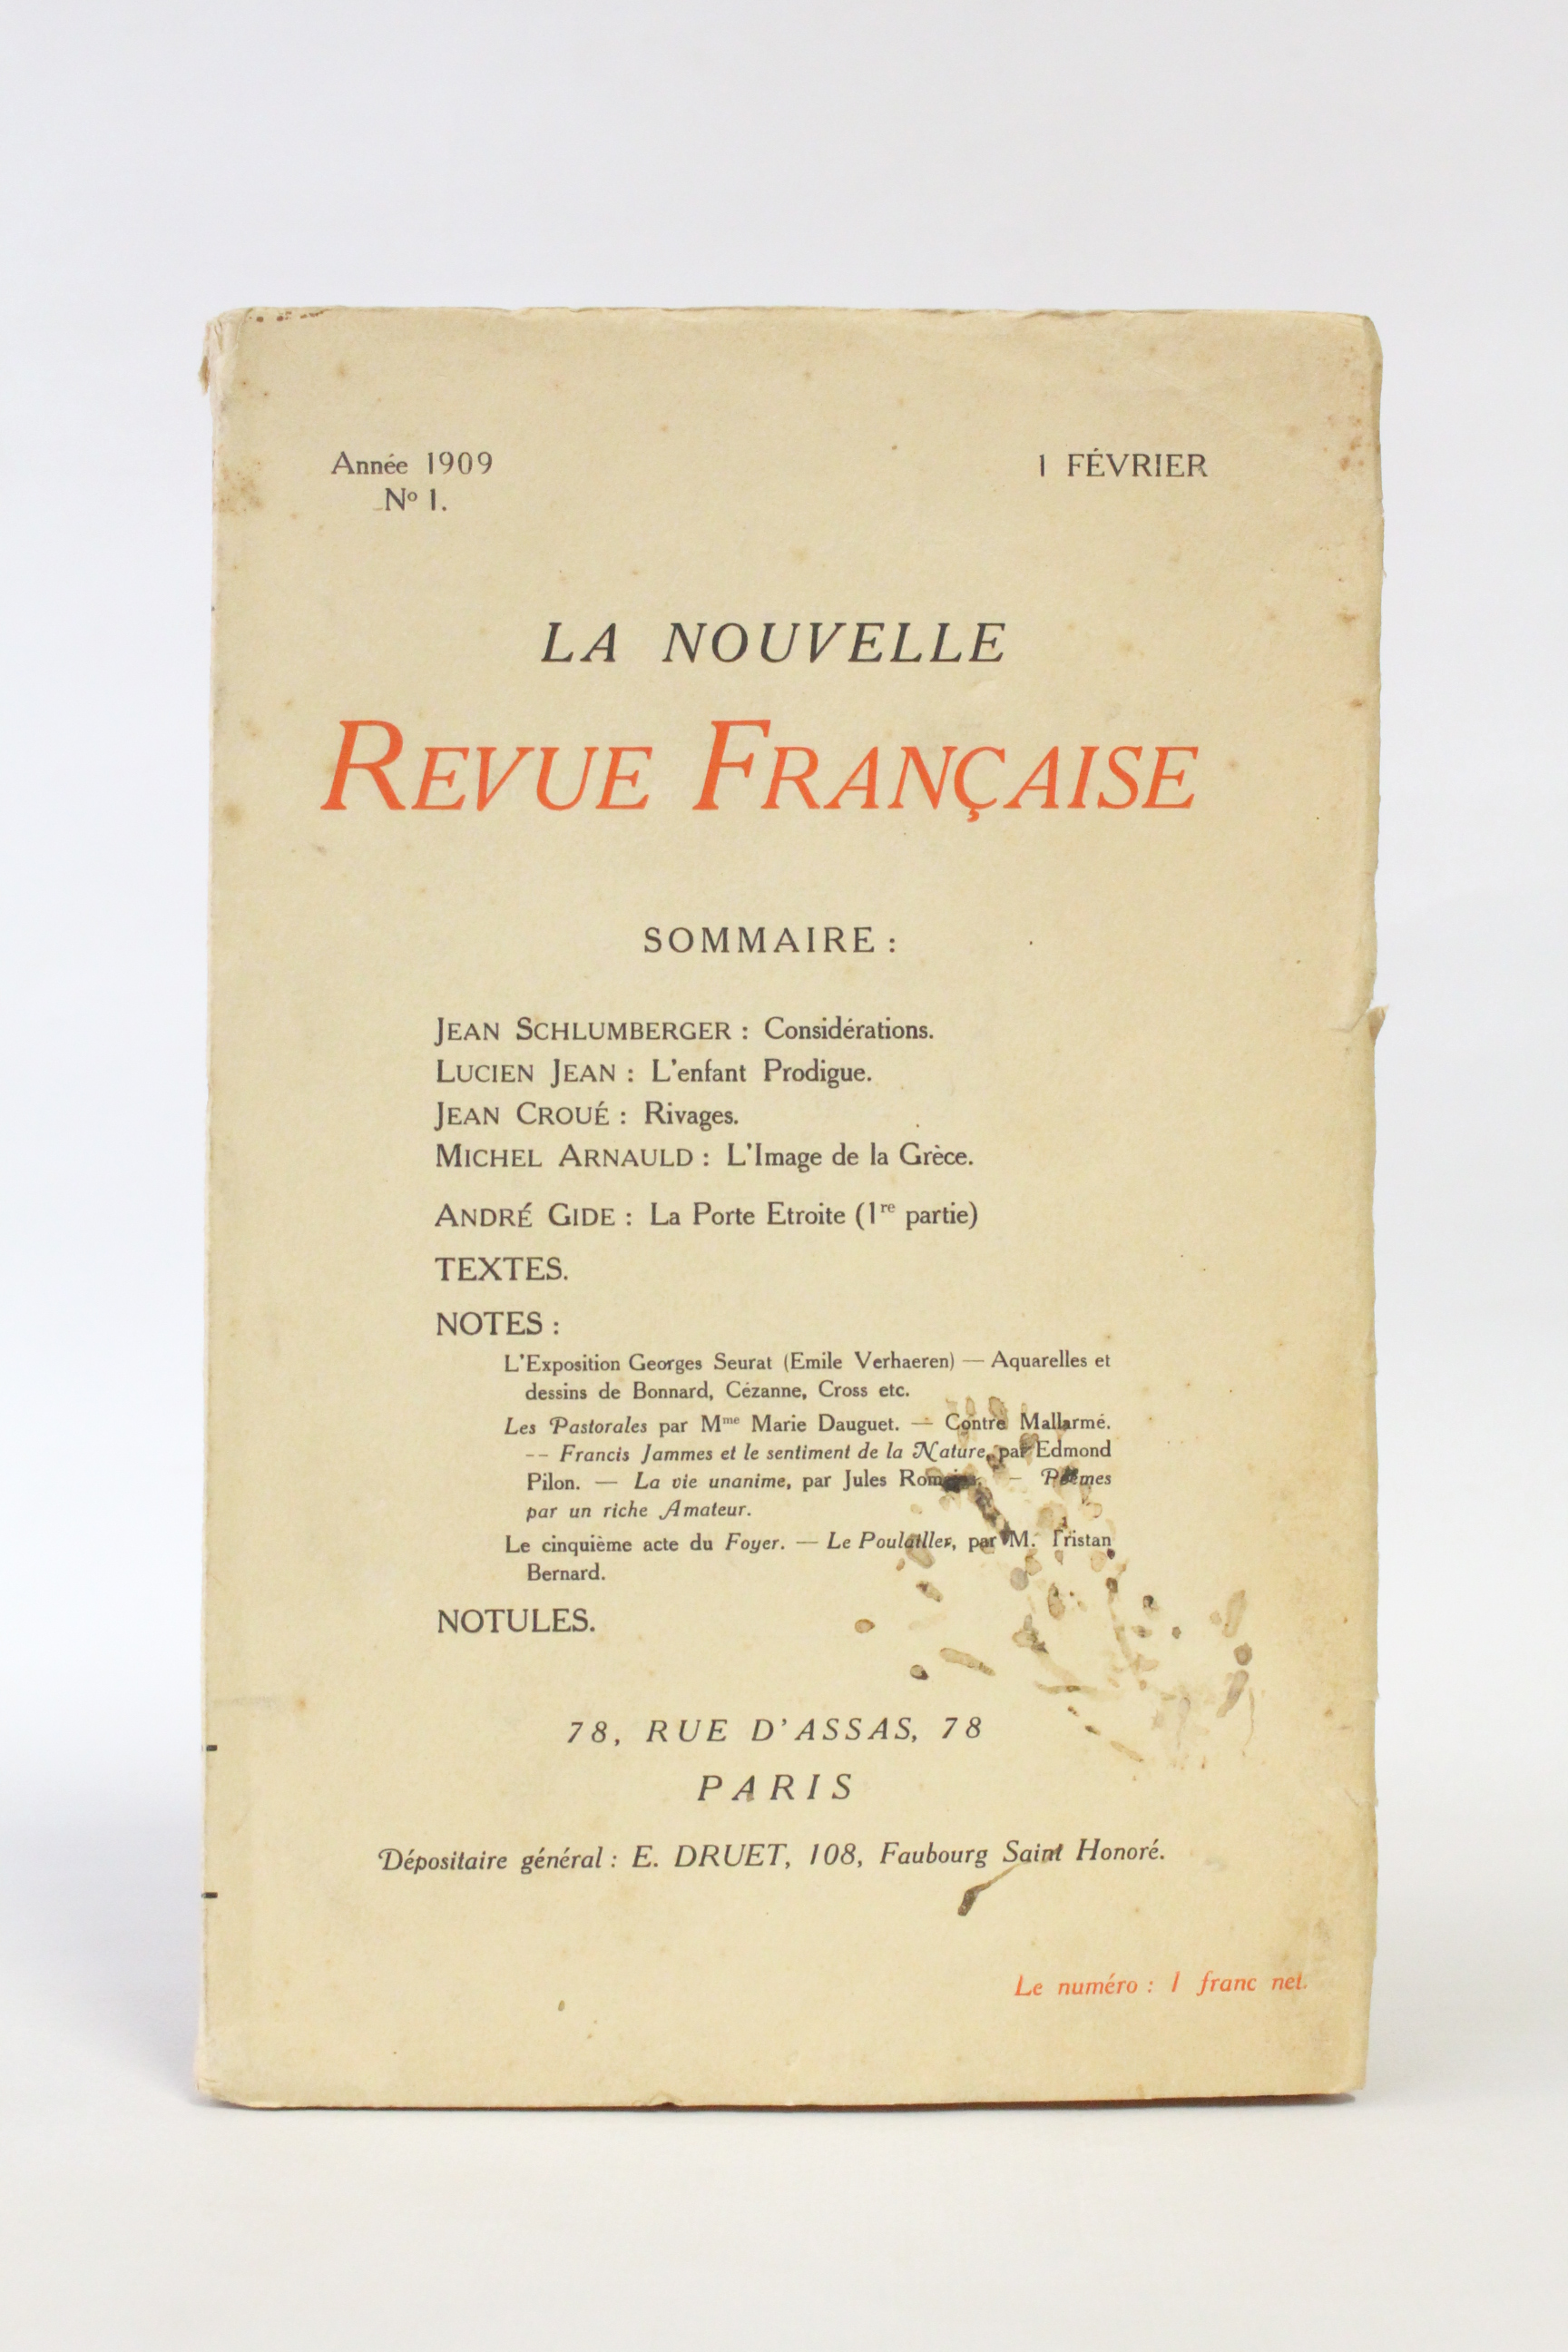 Année 1909
1 FÉVRIER
Nº 1.
LA NOUVELLE
REVUE FRANÇAISE
SOMMAIRE :
JEAN SCHLUMBERGER : Considérations.
LUCIEN JEAN : L'enfant Prodigue.
JEAN CROUÉ : Rivages.
MICHEL ARNAULD : L'Image de la Grèce.
ANDRÉ GIDE : La Porte Etroite (1re partie)
TEXTES.
NOTES :
L'Exposition Georges Seurat (Emile Verhaeren) — Aquarelles et
dessins de Bonnard, Cézanne, Cross etc.
Les Pastorales par Mme Marie Dauguet. — Contre Mallarmé.
-- Francis Jammes et le sentiment de la Nature, par Edmond
Pilon. — La vie unanime, par Jules Romains. — Poèmes
par un riche Amateur.
Le cinquième acte du Foyer. — Le Poulailler, par M. Tristan
Bernard.
NOTULES.
78, RUE D'ASSAS, 78
PARIS
Dépositaire général : E. DRUET, 108, Faubourg Saint Honoré.
Le numéro : 1 franc net.